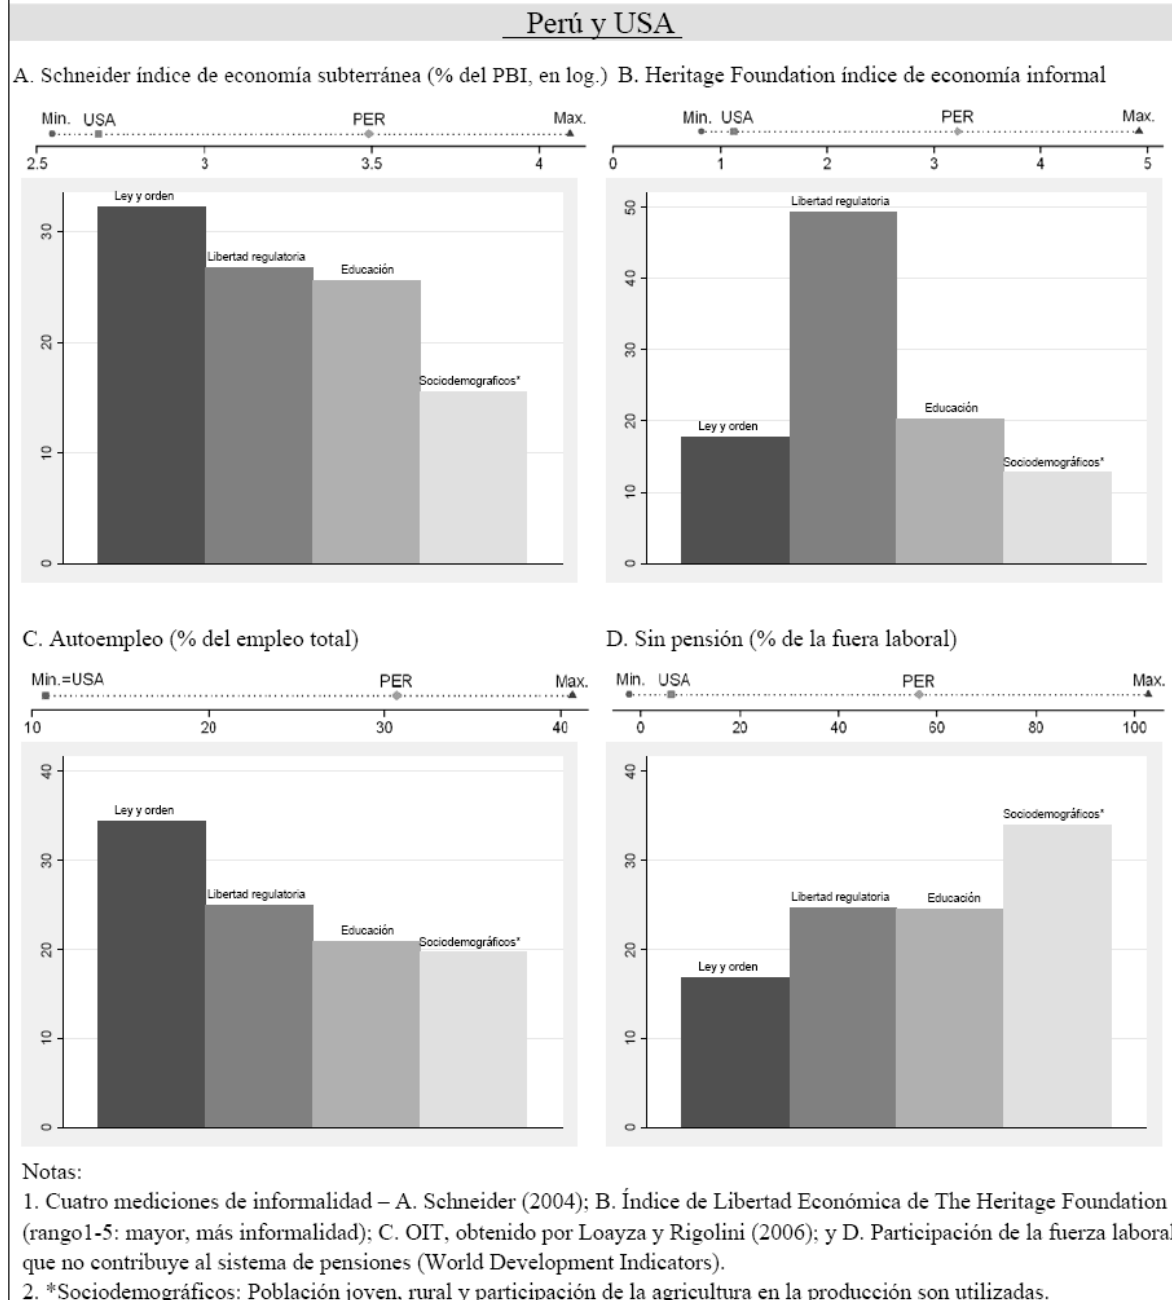 Perú y USA
A. Schneider índice de economía subterránea (% del PBI, en log.)
Min. USA PER Max.
2.5 3 3.5 4
Ley y orden
Libertad regulatoria
Educación
Sociodemograficos*
30
20
10
0
B. Heritage Foundation índice de economía informal
Min. USA PER Max.
0 1 2 3 4 5
Libertad regulatoria
Ley y orden
Educación
Sociodemográficos*
50
40
30
20
10
0
C. Autoempleo (% del empleo total)
Min.=USA PER Max.
10 20 30 40
Ley y orden
Libertad regulatoria
Educación
Sociodemográficos*
40
30
20
10
0
D. Sin pensión (% de la fuera laboral)
Min. USA PER Max.
0 20 40 60 80 100
Sociodemográficos*
Libertad regulatoria
Educación
Ley y orden
40
30
20
10
0
Notas:
1. Cuatro mediciones de informalidad – A. Schneider (2004); B. Índice de Libertad Económica de The Heritage Foundation
(rango1-5: mayor, más informalidad); C. OIT, obtenido por Loayza y Rigolini (2006); y D. Participación de la fuerza laboral
que no contribuye al sistema de pensiones (World Development Indicators).
2. *Sociodemográficos: Población joven, rural y participación de la agricultura en la producción son utilizadas.